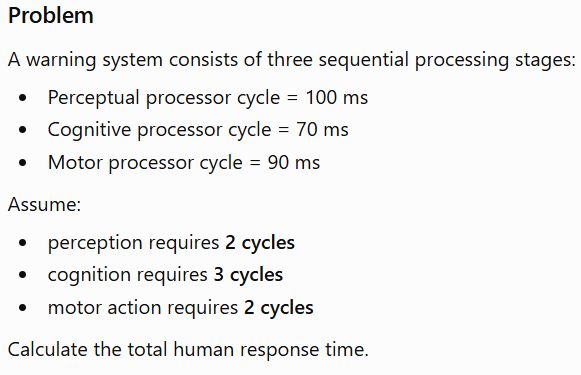 Problem
A warning system consists of three sequential processing stages:
• Perceptual processor cycle = 100 ms
• Cognitive processor cycle = 70 ms
• Motor processor cycle = 90 ms
Assume:
• perception requires 2 cycles
• cognition requires 3 cycles
• motor action requires 2 cycles
Calculate the total human response time.